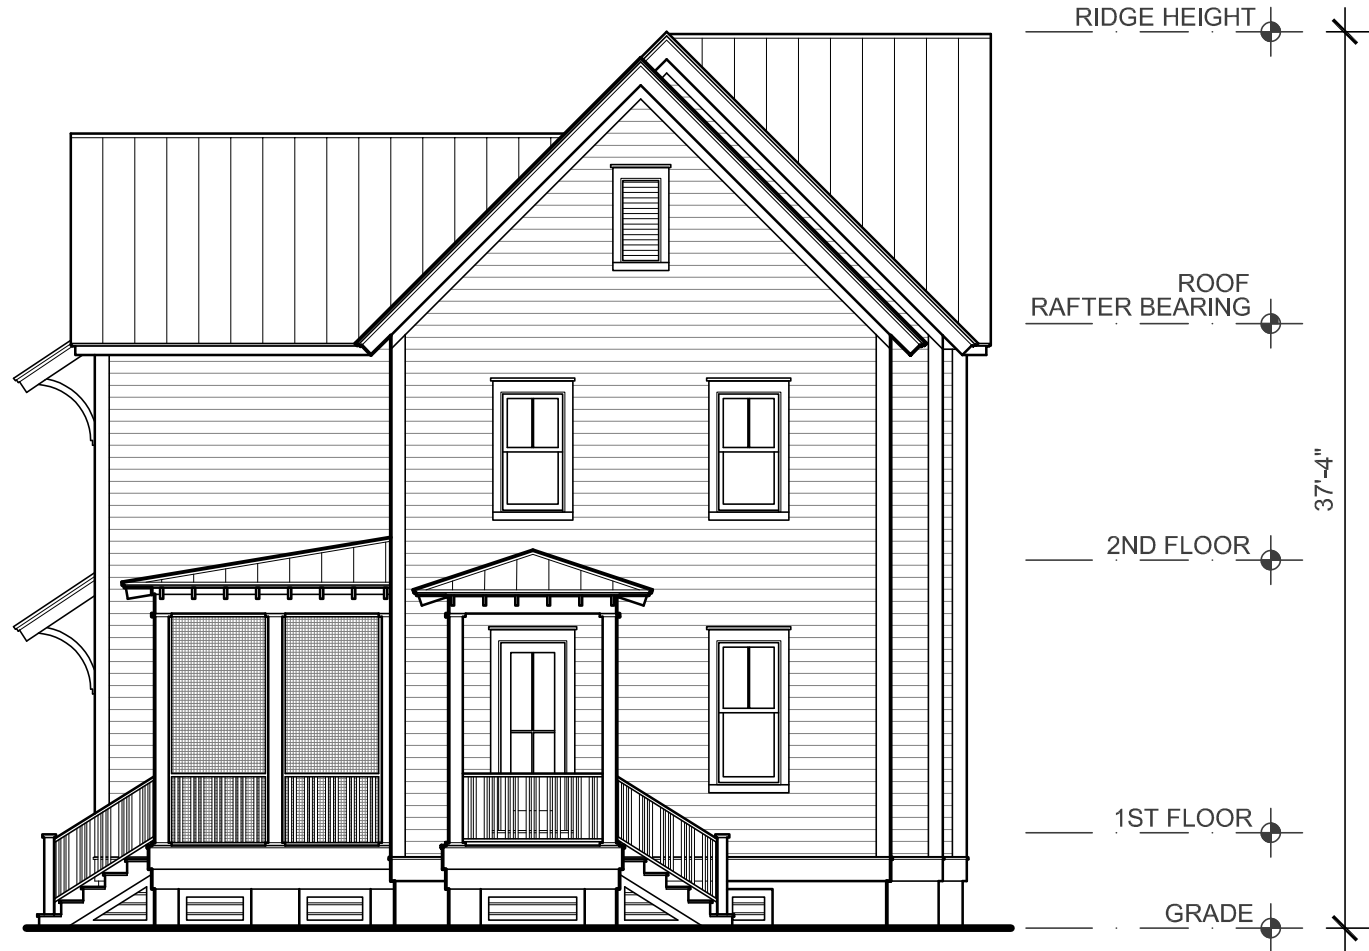 RIDGE HEIGHT
ROOF
RAFTER BEARING
37'-4"
2ND FLOOR
1ST FLOOR
GRADE